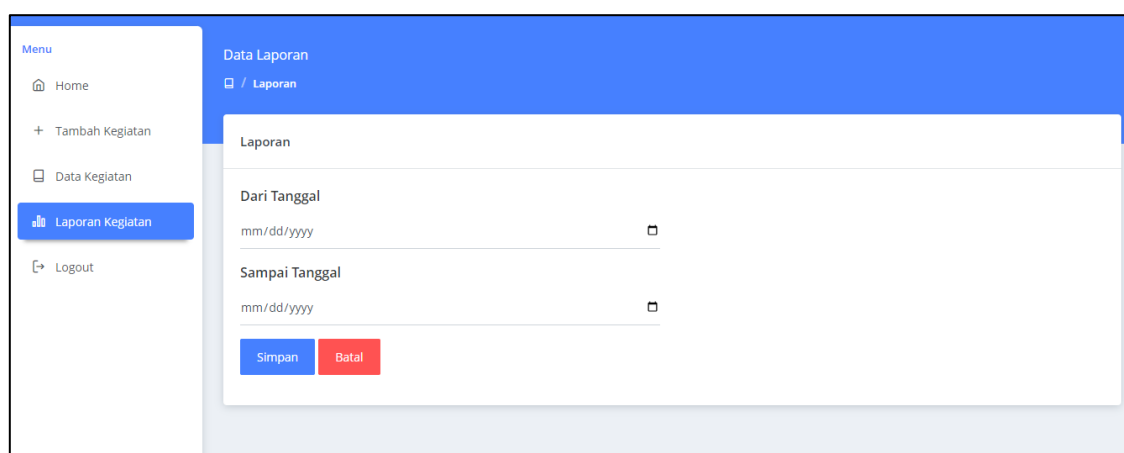 Menu
Home
Tambah Kegiatan
Data Kegiatan
Laporan Kegiatan
Logout
Data Laporan
/ Laporan
Laporan
Dari Tanggal
mm/dd/yyyy
Sampai Tanggal
mm/dd/yyyy
Simpan Batal